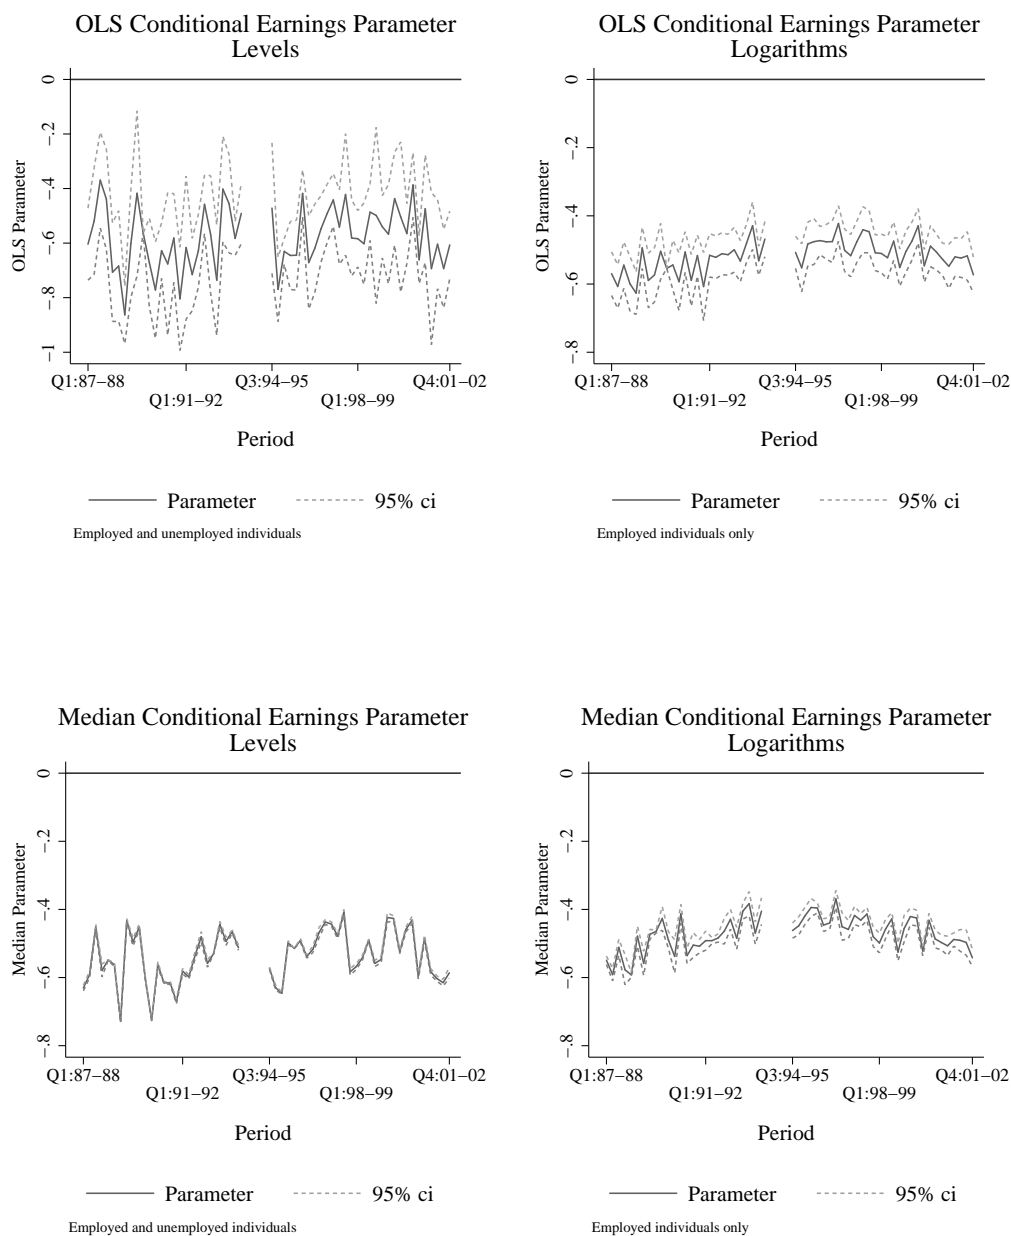 OLS Conditional Earnings Parameter
Levels
OLS Parameter
0
−.2
−.4
−.6
−.8
−1
Q1:87−88
Q3:94−95
Q4:01−02
Q1:91−92
Q1:98−99
Period
Parameter
95% ci
Employed and unemployed individuals
OLS Conditional Earnings Parameter
Logarithms
OLS Parameter
0
−.2
−.4
−.6
−.8
Q1:87−88
Q3:94−95
Q4:01−02
Q1:91−92
Q1:98−99
Period
Parameter
95% ci
Employed individuals only
Median Conditional Earnings Parameter
Levels
Median Parameter
0
−.2
−.4
−.6
−.8
Q1:87−88
Q3:94−95
Q4:01−02
Q1:91−92
Q1:98−99
Period
Parameter
95% ci
Employed and unemployed individuals
Median Conditional Earnings Parameter
Logarithms
Median Parameter
0
−.2
−.4
−.6
−.8
Q1:87−88
Q3:94−95
Q4:01−02
Q1:91−92
Q1:98−99
Period
Parameter
95% ci
Employed individuals only